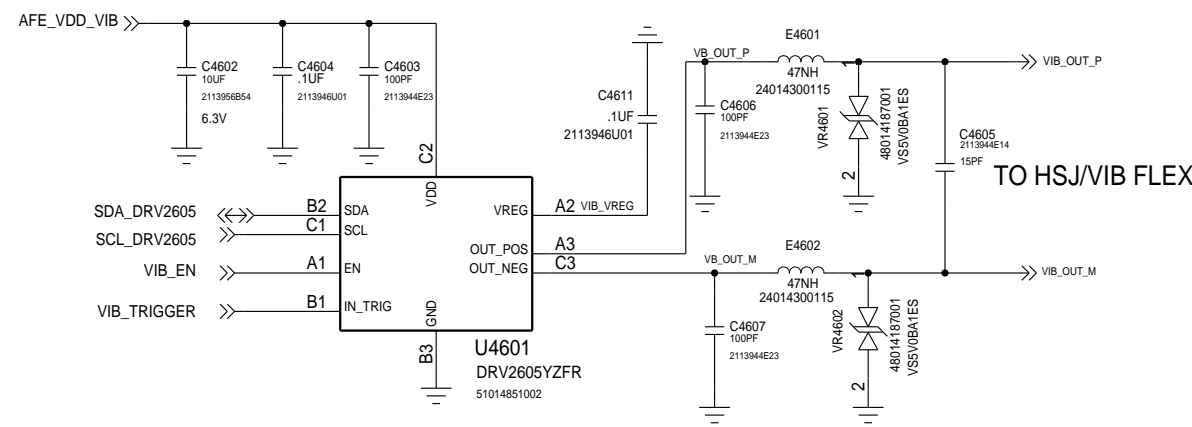 AFE_VDD_VIB
C4602
10UF
2113956B54
6.3V
C4604
.1UF
2113946U01
C4603
100PF
2113944E23
C4611
.1UF
2113946U01
VB_OUT_P
E4601
47NH
24014300115
C4606
100PF
2113944E23
1
VR4601
48014187001
VS5V0BA1ES
2
VIB_OUT_P
C4605
2113944E14
15PF
TO HSJ/VIB FLEX
C2
VDD
SDA_DRV2605
B2
SDA
SCL_DRV2605
C1
SCL
VIB_EN
A1
EN
VIB_TRIGGER
B1
IN_TRIG
VREG
A2
VIB_VREG
OUT_POS
A3
OUT_NEG
C3
GND
B3
U4601
DRV2605YZFR
51014851002
VB_OUT_M
E4602
47NH
24014300115
C4607
100PF
2113944E23
1
VR4602
48014187001
VS5V0BA1ES
2
VIB_OUT_M